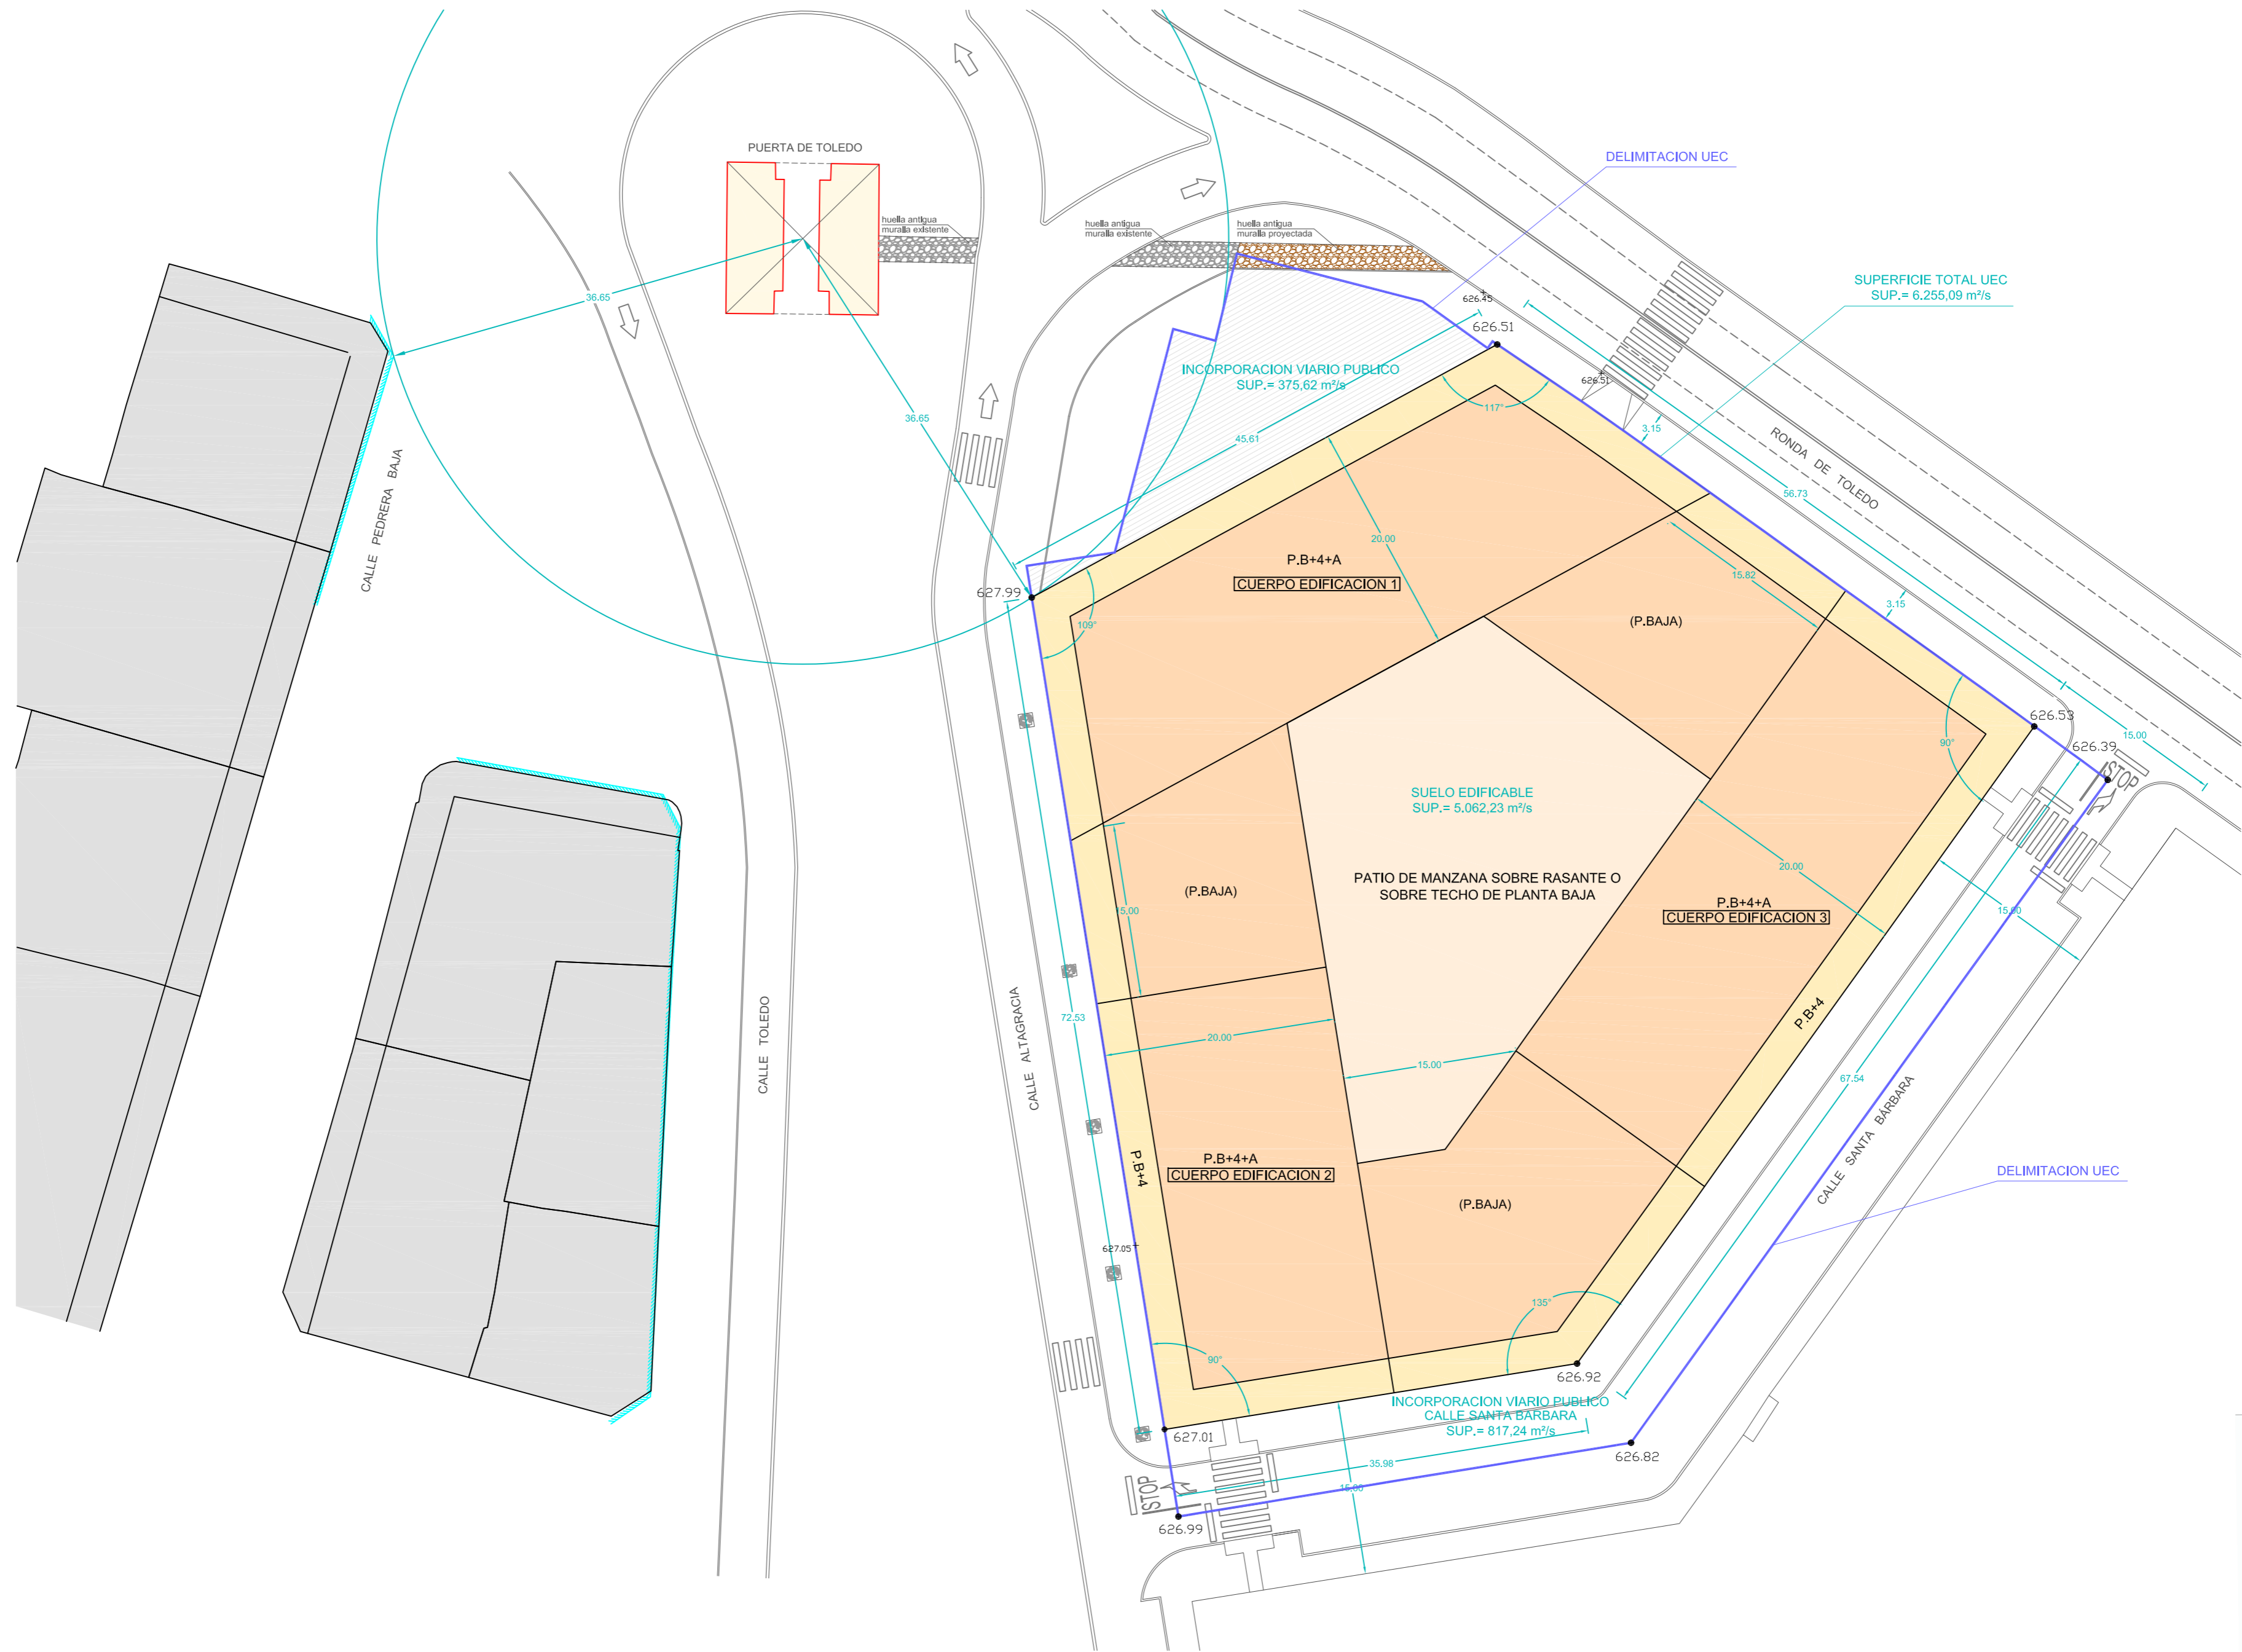 PUERTA DE TOLEDO
DELIMITACION UEC
huella antigua
muralla existente
huella antigua
muralla existente
huella antigua
muralla proyectada
SUPERFICIE TOTAL UEC
SUP.= 6.255,09 m²/s
626.45
36.65
626.51
INCORPORACION VIARIO PUBLICO
SUP.= 375,62 m²/s
626.51
117°
36.65
3.15
45,61
RONDA DE TOLEDO
CALLE PEDRERA BAJA
56.73
20.00
P.B+4+A
CUERPO EDIFICACION 1
15.82
627.99
3.15
109°
(P.BAJA)
626.53
90°
15,00
626.39
STOP
SUELO EDIFICABLE
SUP.= 5.062,23 m²/s
20.00
PATIO DE MANZANA SOBRE RASANTE O
SOBRE TECHO DE PLANTA BAJA
(P.BAJA)
15,00
P.B+4+A
CUERPO EDIFICACION 3
15.00
72.53
P.B+4
CALLE TOLEDO
CALLE ALTAGRACIA
20.00
15.00
67.54
CALLE SANTA BÁRBARA
P.B+4
P.B+4+A
CUERPO EDIFICACION 2
DELIMITACION UEC
(P.BAJA)
627.05
135°
90°
626.92
INCORPORACION VIARIO PUBLICO
CALLE SANTA BARBARA
SUP.= 817,24 m²/s
627.01
626.82
35.98
STOP
15.00
626.99